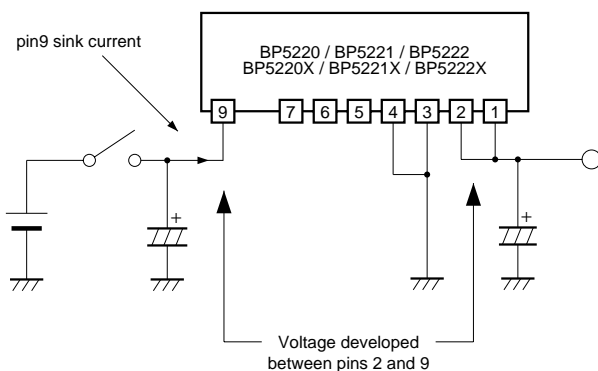 pin9 sink current
BP5220 / BP5221 / BP5222
BP5220X / BP5221X / BP5222X
9 7 6 5 4 3 2 1
+
+
Voltage developed
between pins 2 and 9